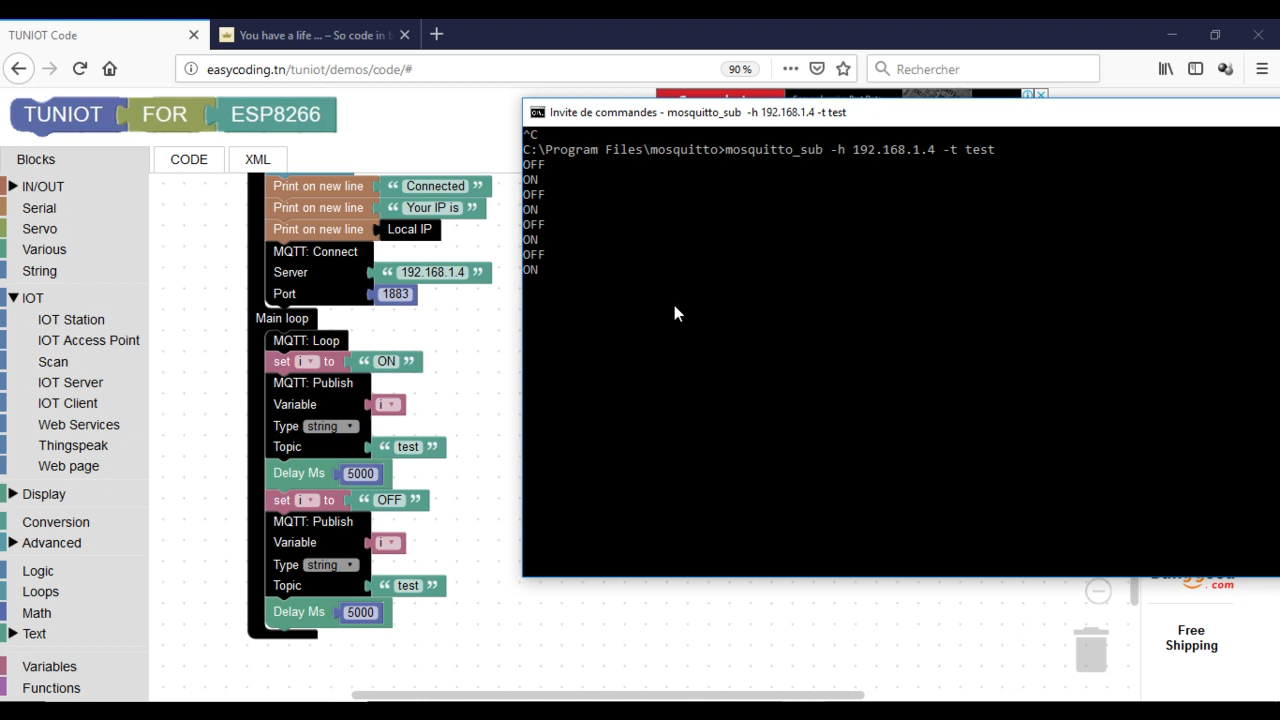 TUNIOT Code
You have a life ... – So code in
easycoding.tn/tuniot/demos/code/#
90 %
Rechercher
TUNIOT FOR ESP8266
Blocks
CODE
XML
IN/OUT
Serial
Servo
Various
String
IOT
IOT Station
IOT Access Point
Scan
IOT Server
IOT Client
Web Services
Thingspeak
Web page
Display
Conversion
Advanced
Logic
Loops
Math
Text
Variables
Functions
Print on new line “ Connected ”
Print on new line “ Your IP is ”
Print on new line Local IP
MQTT: Connect
Server “ 192.168.1.4 ”
Port 1883
Main loop
MQTT: Loop
set i to “ ON ”
MQTT: Publish
Variable i
Type string
Topic “ test ”
Delay Ms 5000
set i to “ OFF ”
MQTT: Publish
Variable i
Type string
Topic “ test ”
Delay Ms 5000
Invite de commandes - mosquitto_sub -h 192.168.1.4 -t test
^C
C:\Program Files\mosquitto>mosquitto_sub -h 192.168.1.4 -t test
OFF
ON
OFF
ON
OFF
ON
OFF
ON
.com
Free
Shipping